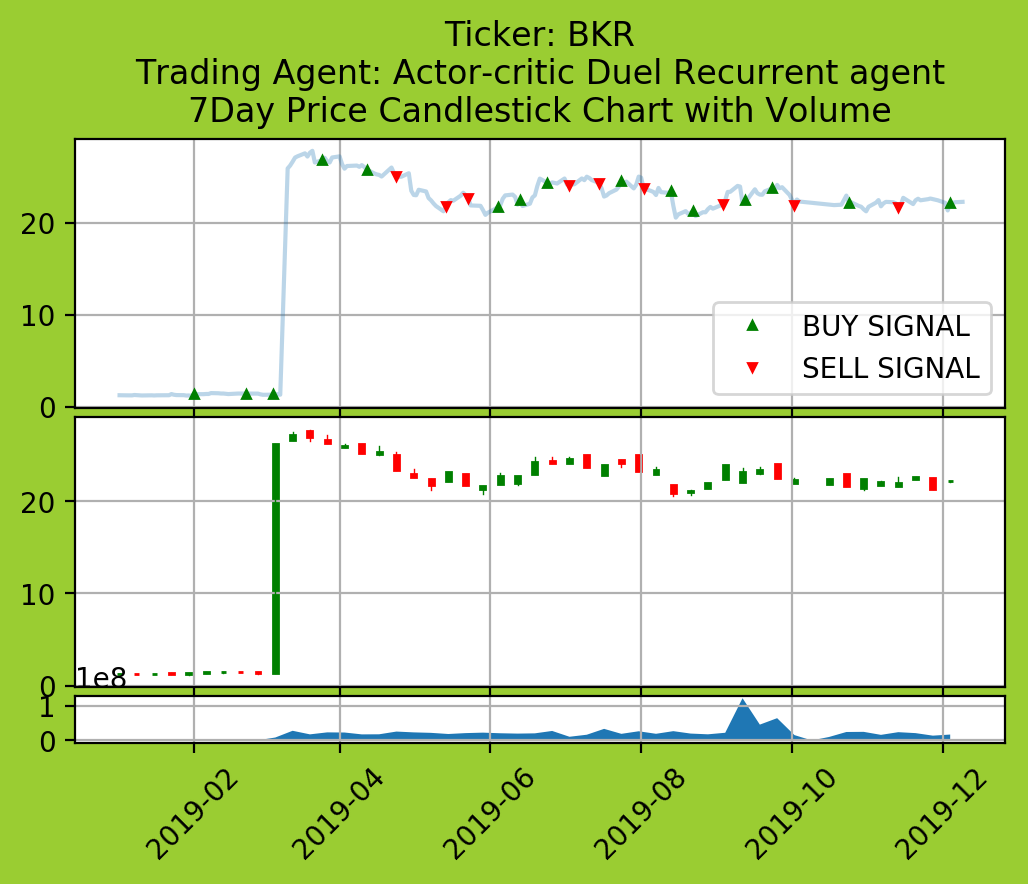 Ticker: BKR
Trading Agent: Actor-critic Duel Recurrent agent
7Day Price Candlestick Chart with Volume
20
10
0
BUY SIGNAL
SELL SIGNAL
20
10
0
1e8
1
0
2019-02
2019-04
2019-06
2019-08
2019-10
2019-12